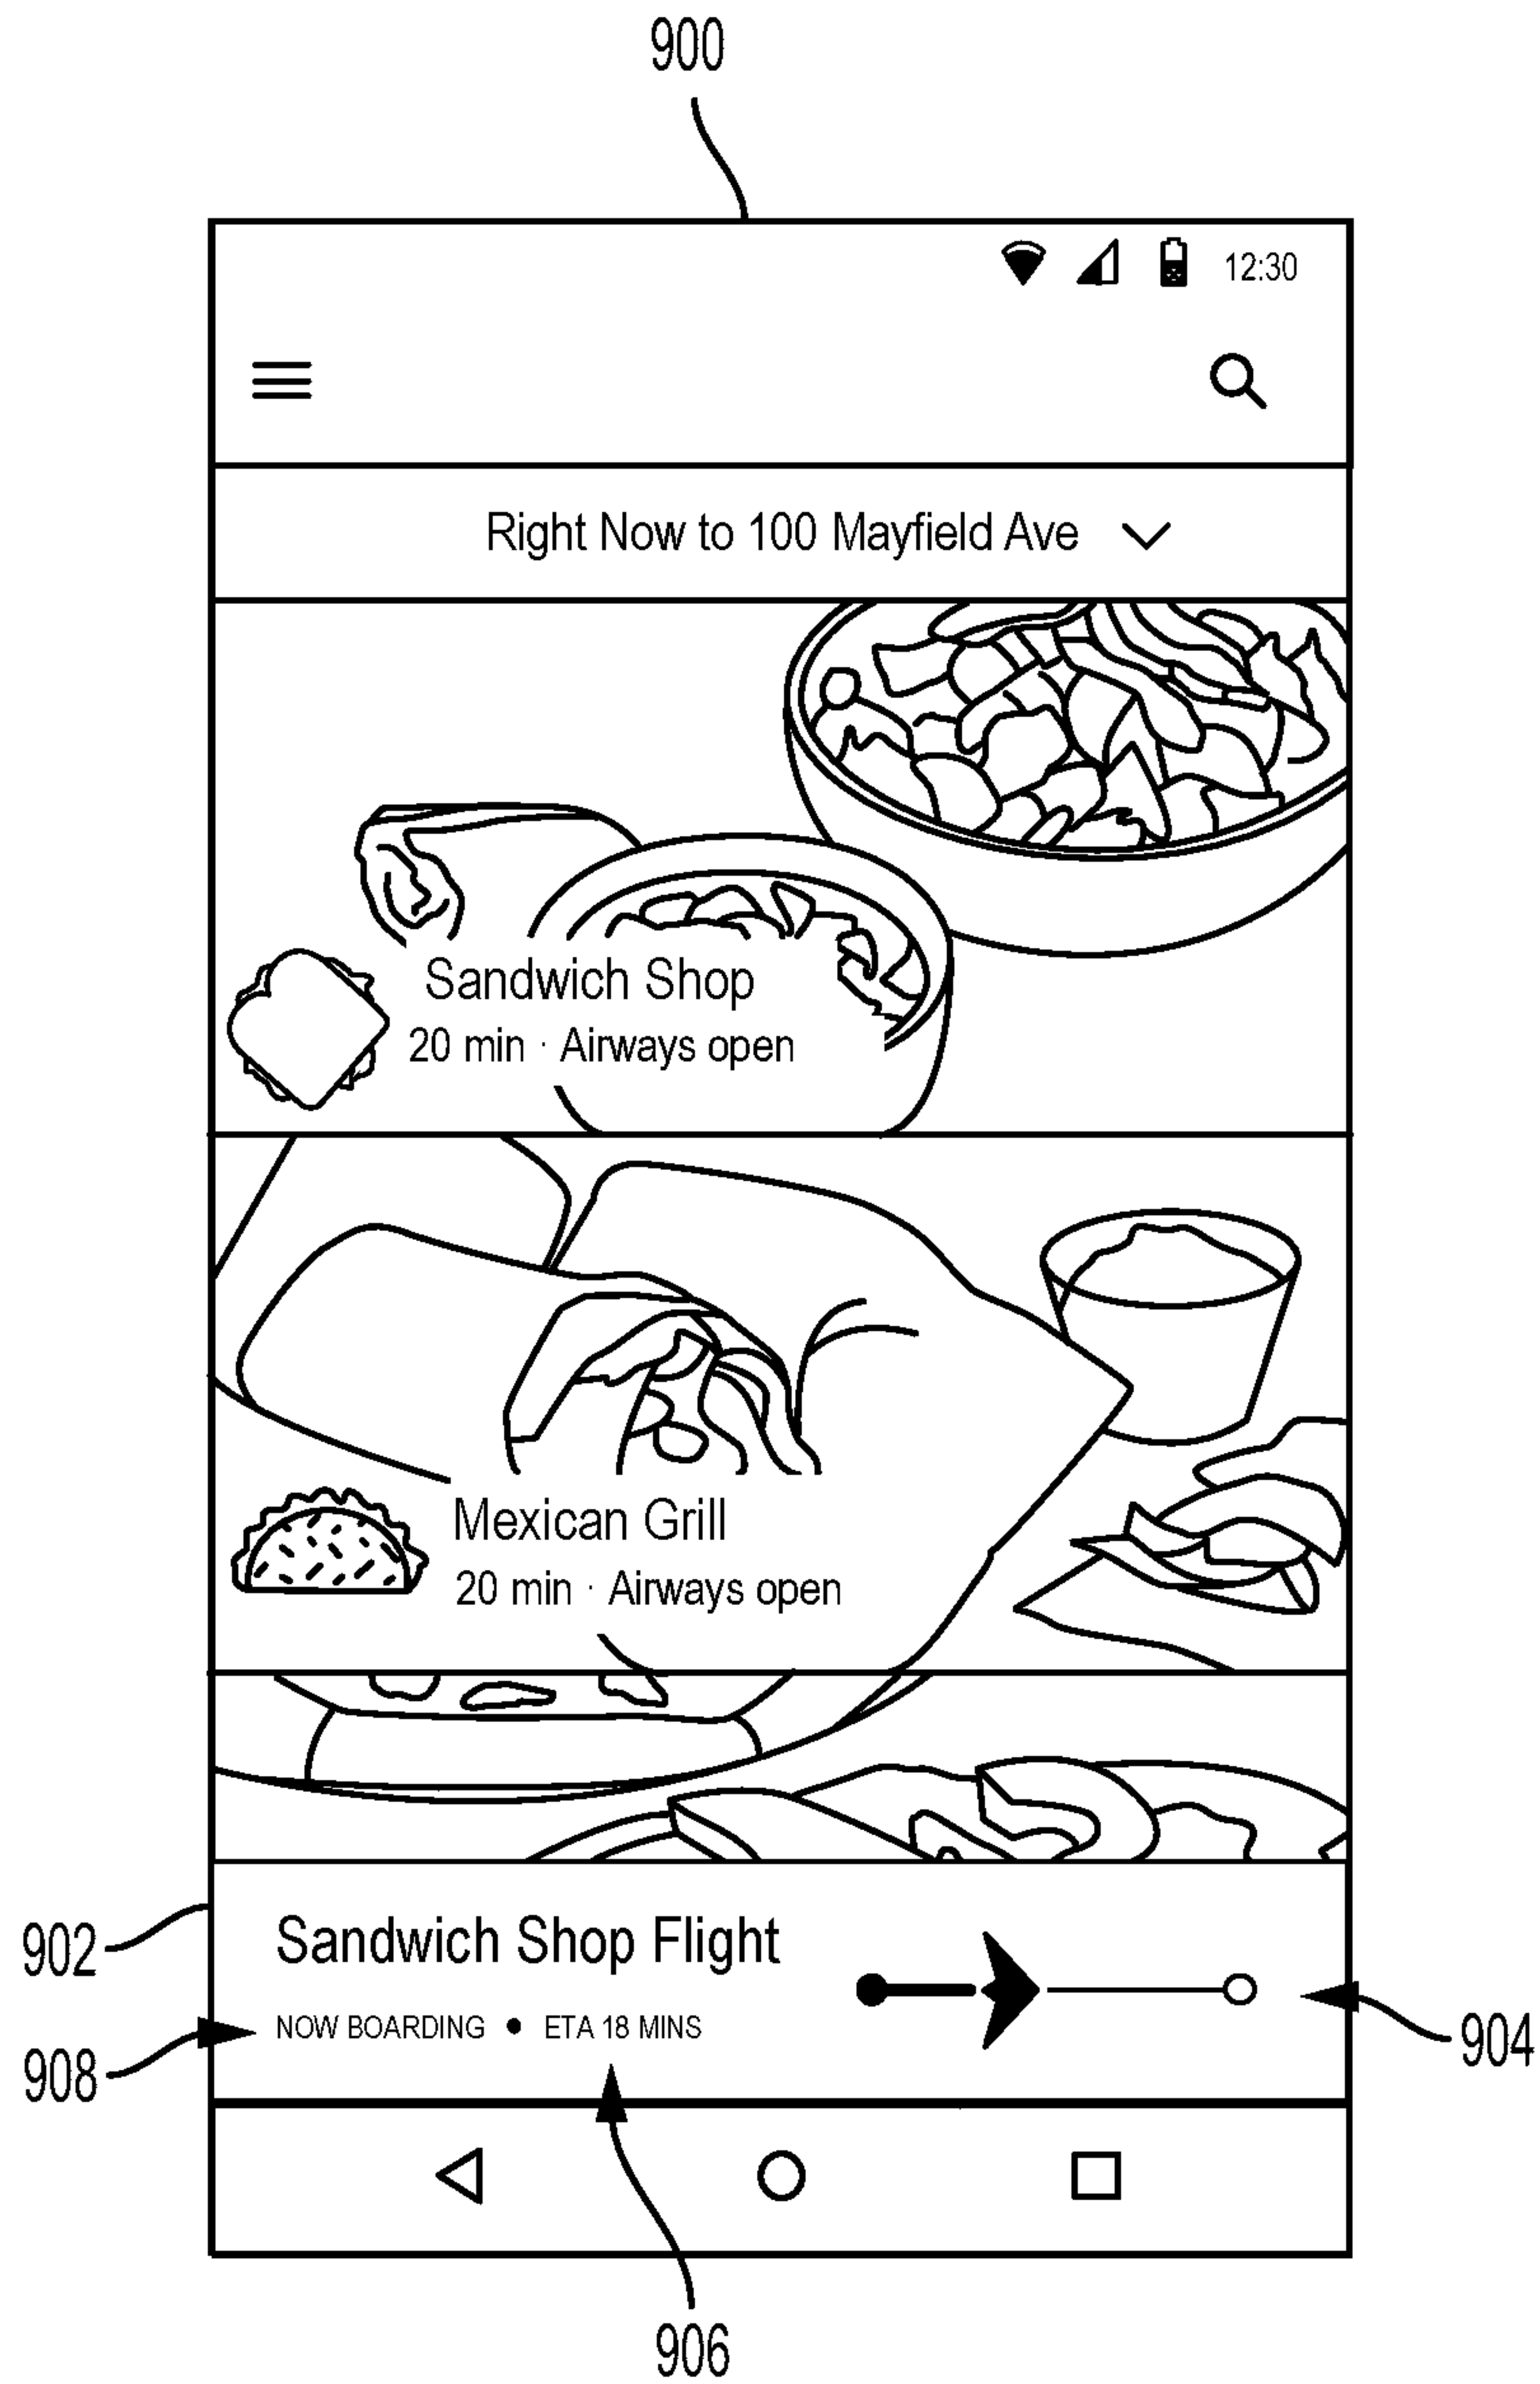 900
12:30
Right Now to 100 Mayfield Ave
Sandwich Shop
20 min · Airways open
Mexican Grill
20 min · Airways open
902
Sandwich Shop Flight
904
908
NOW BOARDING • ETA 18 MINS
906